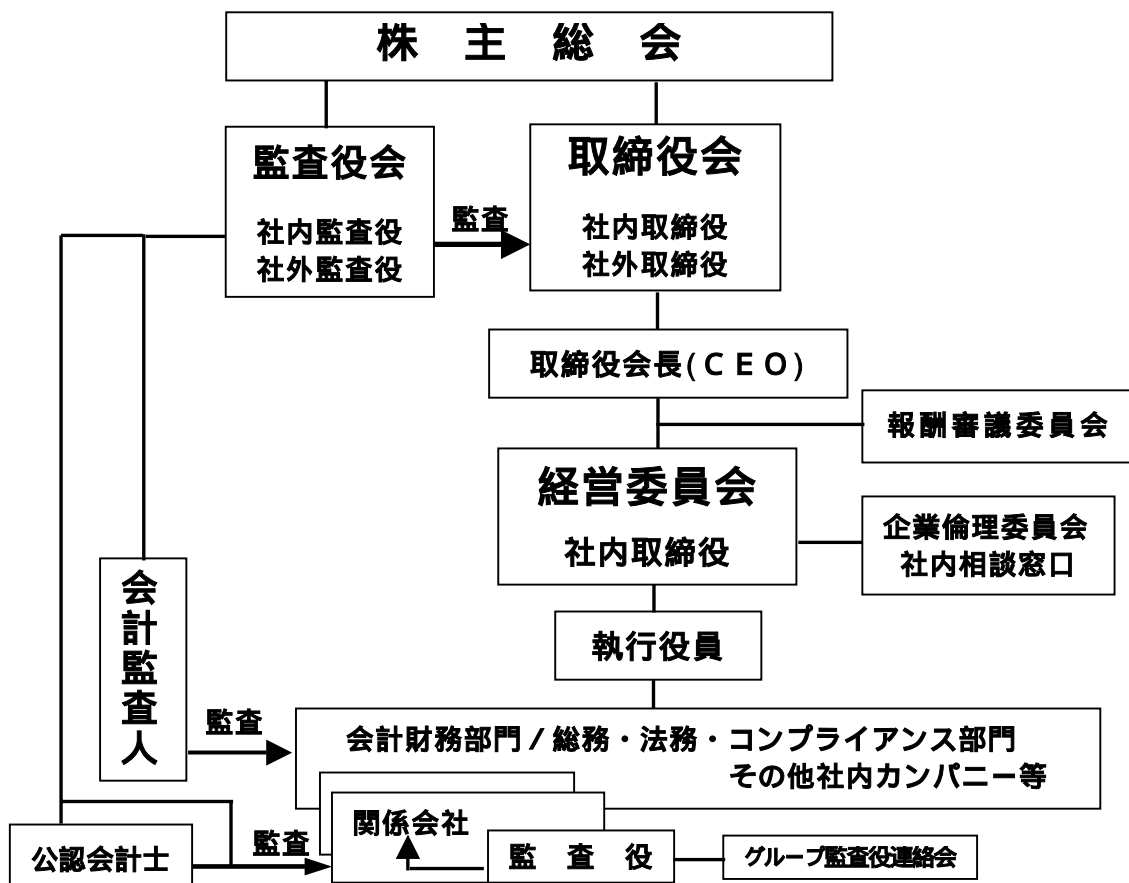 株 主 総 会
監査役会
社内監査役
社外監査役
監査
取締役会
社内取締役
社外取締役
取締役会長(ＣＥＯ)
報酬審議委員会
経営委員会
社内取締役
企業倫理委員会
社内相談窓口
執行役員
会計監査人
監査
会計財務部門／総務・法務・コンプライアンス部門
その他社内カンパニー等
関係会社
公認会計士
監査
監 査 役
グループ監査役連絡会